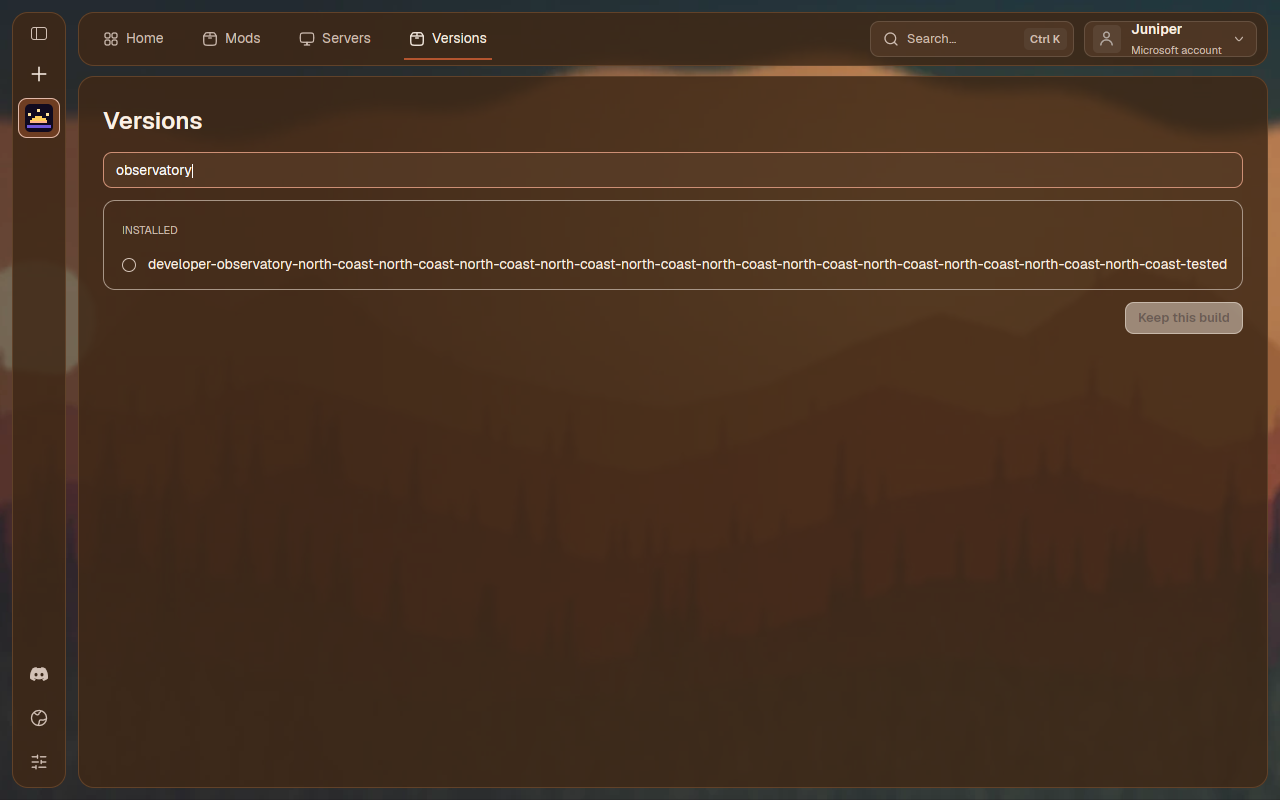 Home
Mods
Servers
Versions
Search...
Ctrl K
Juniper
Microsoft account
Versions
observatory
INSTALLED
developer-observatory-north-coast-north-coast-north-coast-north-coast-north-coast-north-coast-north-coast-north-coast-north-coast-north-coast-north-coast-tested
Keep this build